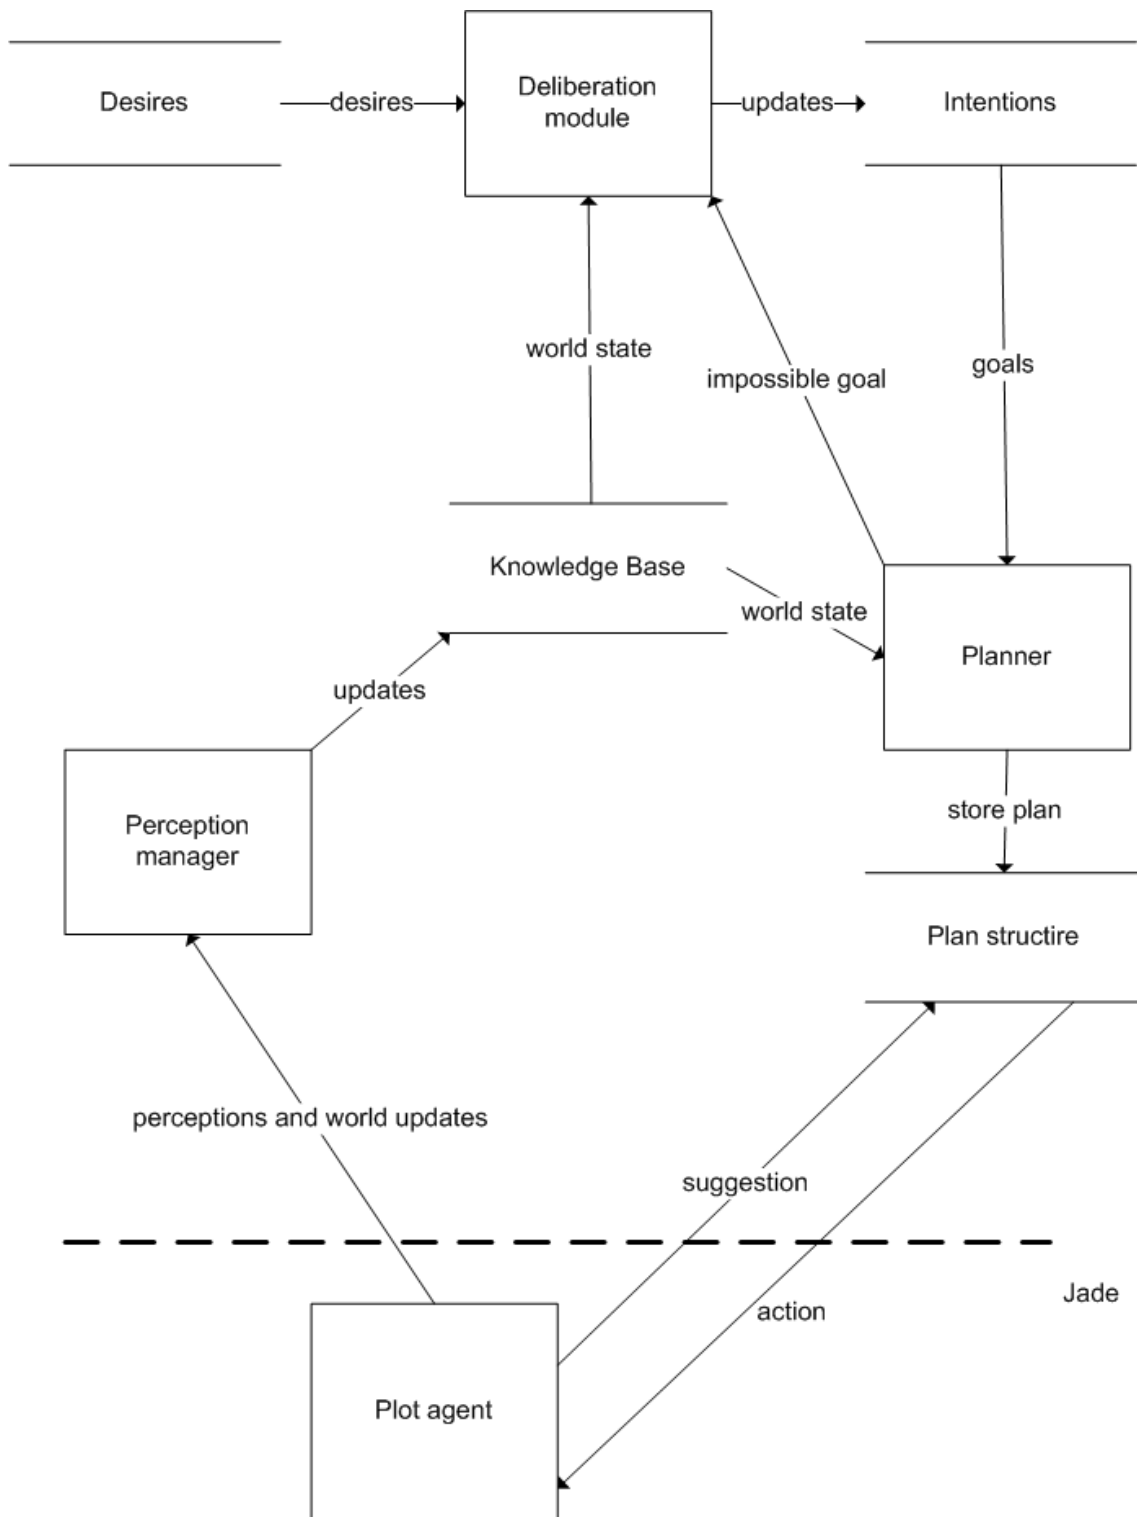 Desires
desires
Deliberation
module
updates
Intentions
world state
impossible goal
goals
Knowledge Base
world state
Planner
updates
Perception
manager
store plan
Plan structire
perceptions and world updates
suggestion
action
Jade
Plot agent